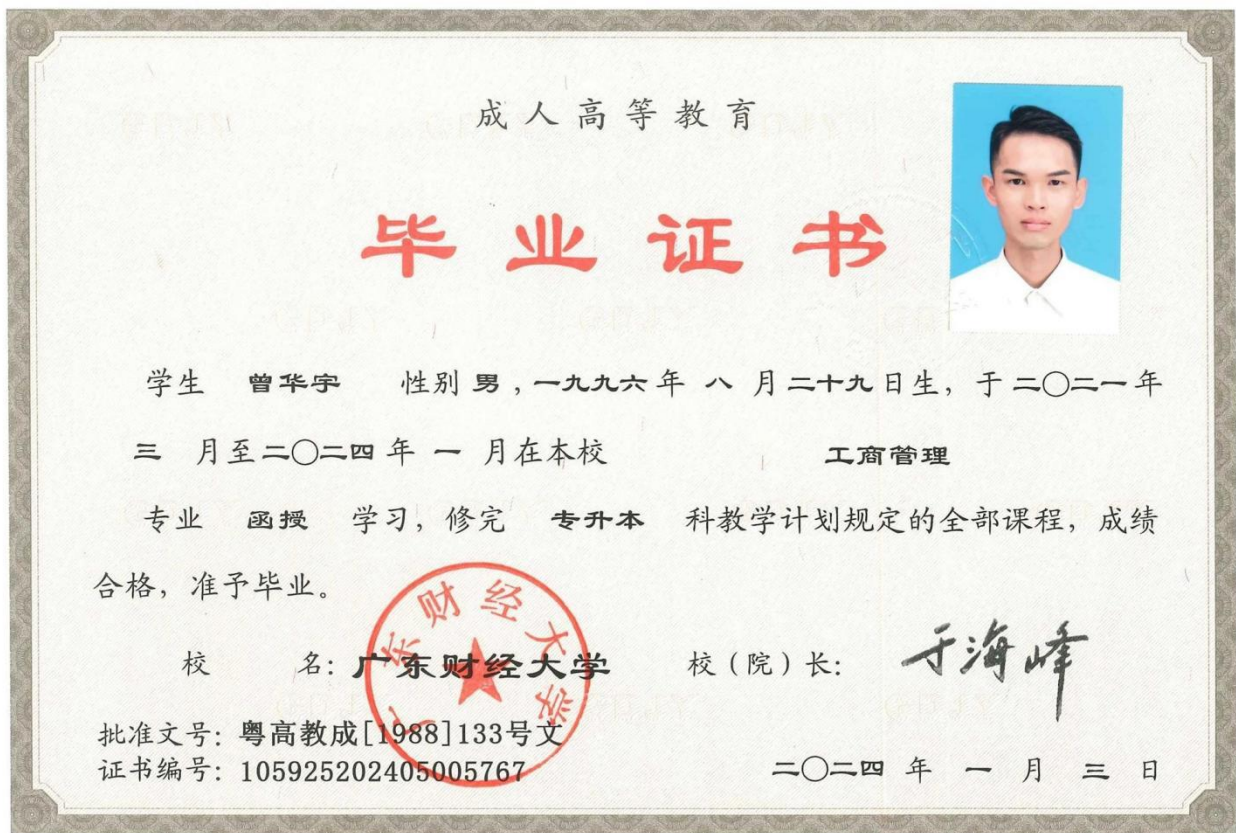 成人高等教育
毕业证书
学生 曾华宇 性别 男，一九九六年 八 月二十九日生，于二〇二一年
三 月至二〇二四年 一 月在本校 工商管理
专业 函授 学习，修完 专升本 科教学计划规定的全部课程，成绩
合格，准予毕业。
校 名：广东财经大学 校（院）长：于海峰
广东财经大学
批准文号：粤高教成[1988]133号文
证书编号：105925202405005767
二〇二四 年 一 月 三 日